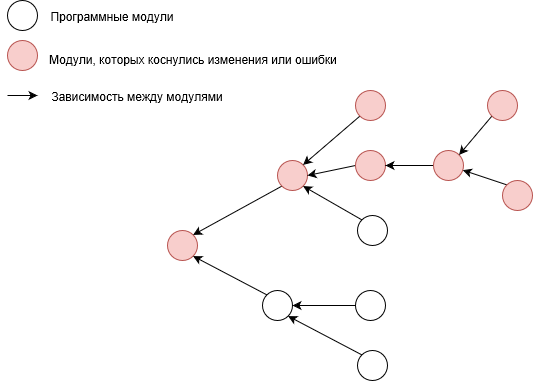 Программные модули
Модули, которых коснулись изменения или ошибки
Зависимость между модулями